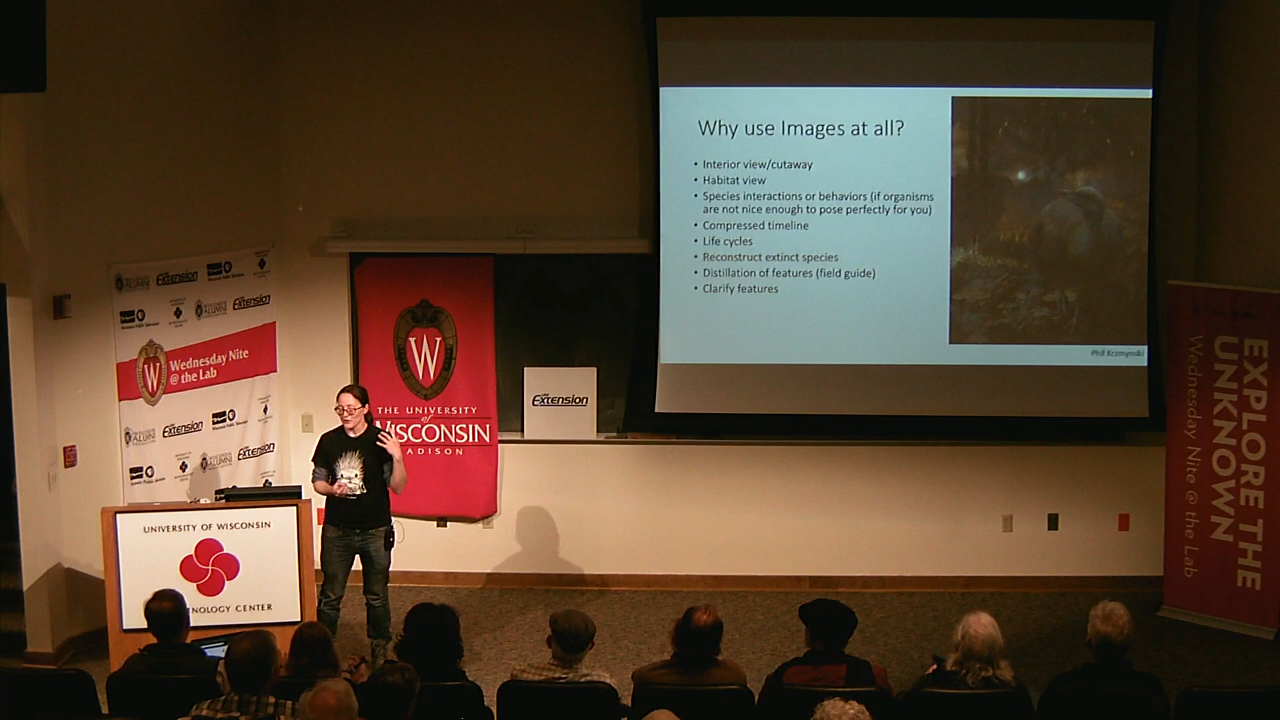 Why use Images at all?
• Interior view/cutaway
• Habitat view
• Species interactions or behaviors (if organisms
are not nice enough to pose perfectly for you)
• Compressed timeline
• Life cycles
• Reconstruct extinct species
• Distillation of features (field guide)
• Clarify features
Phil Krzmynski
Extension
Extension
Wednesday Nite
@ the Lab
W
Extension
Extension
W
THE UNIVERSITY
of
WISCONSIN
MADISON
Extension
UNIVERSITY OF WISCONSIN
NOLOGY CENTER
EXPLORE THE
UNKNOWN
Wednesday Nite @ the Lab